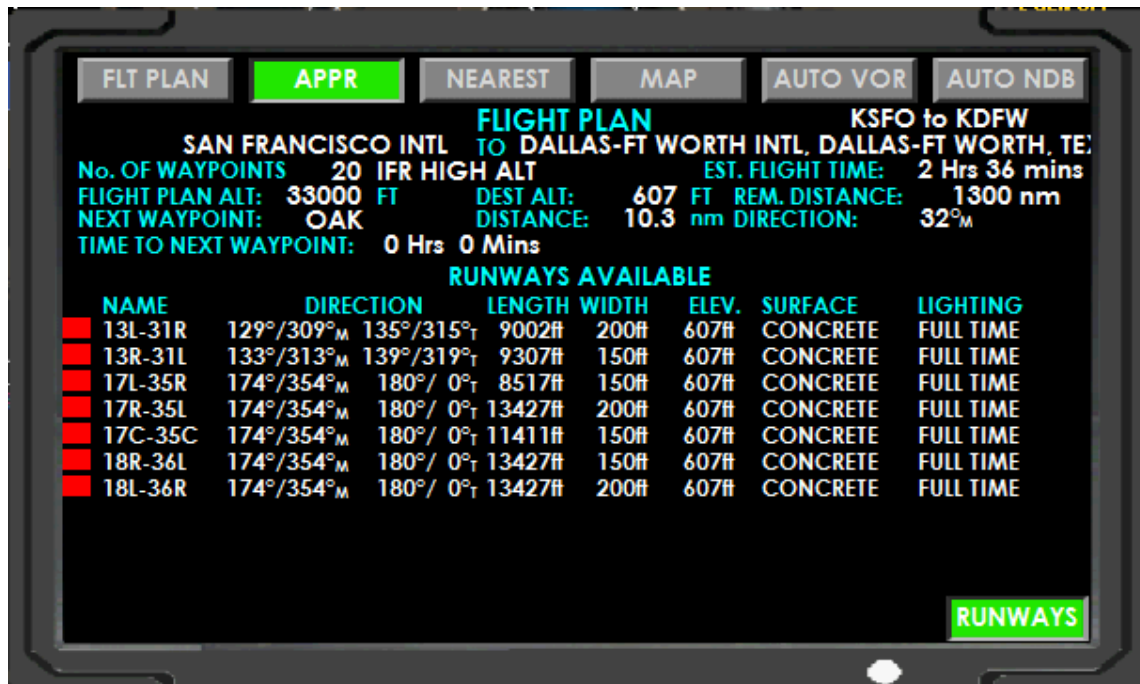 FLT PLAN APPR NEAREST MAP AUTO VOR AUTO NDB
FLIGHT PLAN KSFO to KDFW
SAN FRANCISCO INTL TO DALLAS-FT WORTH INTL, DALLAS-FT WORTH, TE
No. OF WAYPOINTS 20 IFR HIGH ALT EST. FLIGHT TIME: 2 Hrs 36 mins
FLIGHT PLAN ALT: 33000 FT DEST ALT: 607 FT REM. DISTANCE: 1300 nm
NEXT WAYPOINT: OAK DISTANCE: 10.3 nm DIRECTION: 32°M
TIME TO NEXT WAYPOINT: 0 Hrs 0 Mins
RUNWAYS AVAILABLE
NAME DIRECTION LENGTH WIDTH ELEV. SURFACE LIGHTING
13L-31R 129°/309°M 135°/315°T 9002ft 200ft 607ft CONCRETE FULL TIME
13R-31L 133°/313°M 139°/319°T 9307ft 150ft 607ft CONCRETE FULL TIME
17L-35R 174°/354°M 180°/ 0°T 8517ft 150ft 607ft CONCRETE FULL TIME
17R-35L 174°/354°M 180°/ 0°T 13427ft 200ft 607ft CONCRETE FULL TIME
17C-35C 174°/354°M 180°/ 0°T 11411ft 150ft 607ft CONCRETE FULL TIME
18R-36L 174°/354°M 180°/ 0°T 13427ft 150ft 607ft CONCRETE FULL TIME
18L-36R 174°/354°M 180°/ 0°T 13427ft 200ft 607ft CONCRETE FULL TIME
RUNWAYS